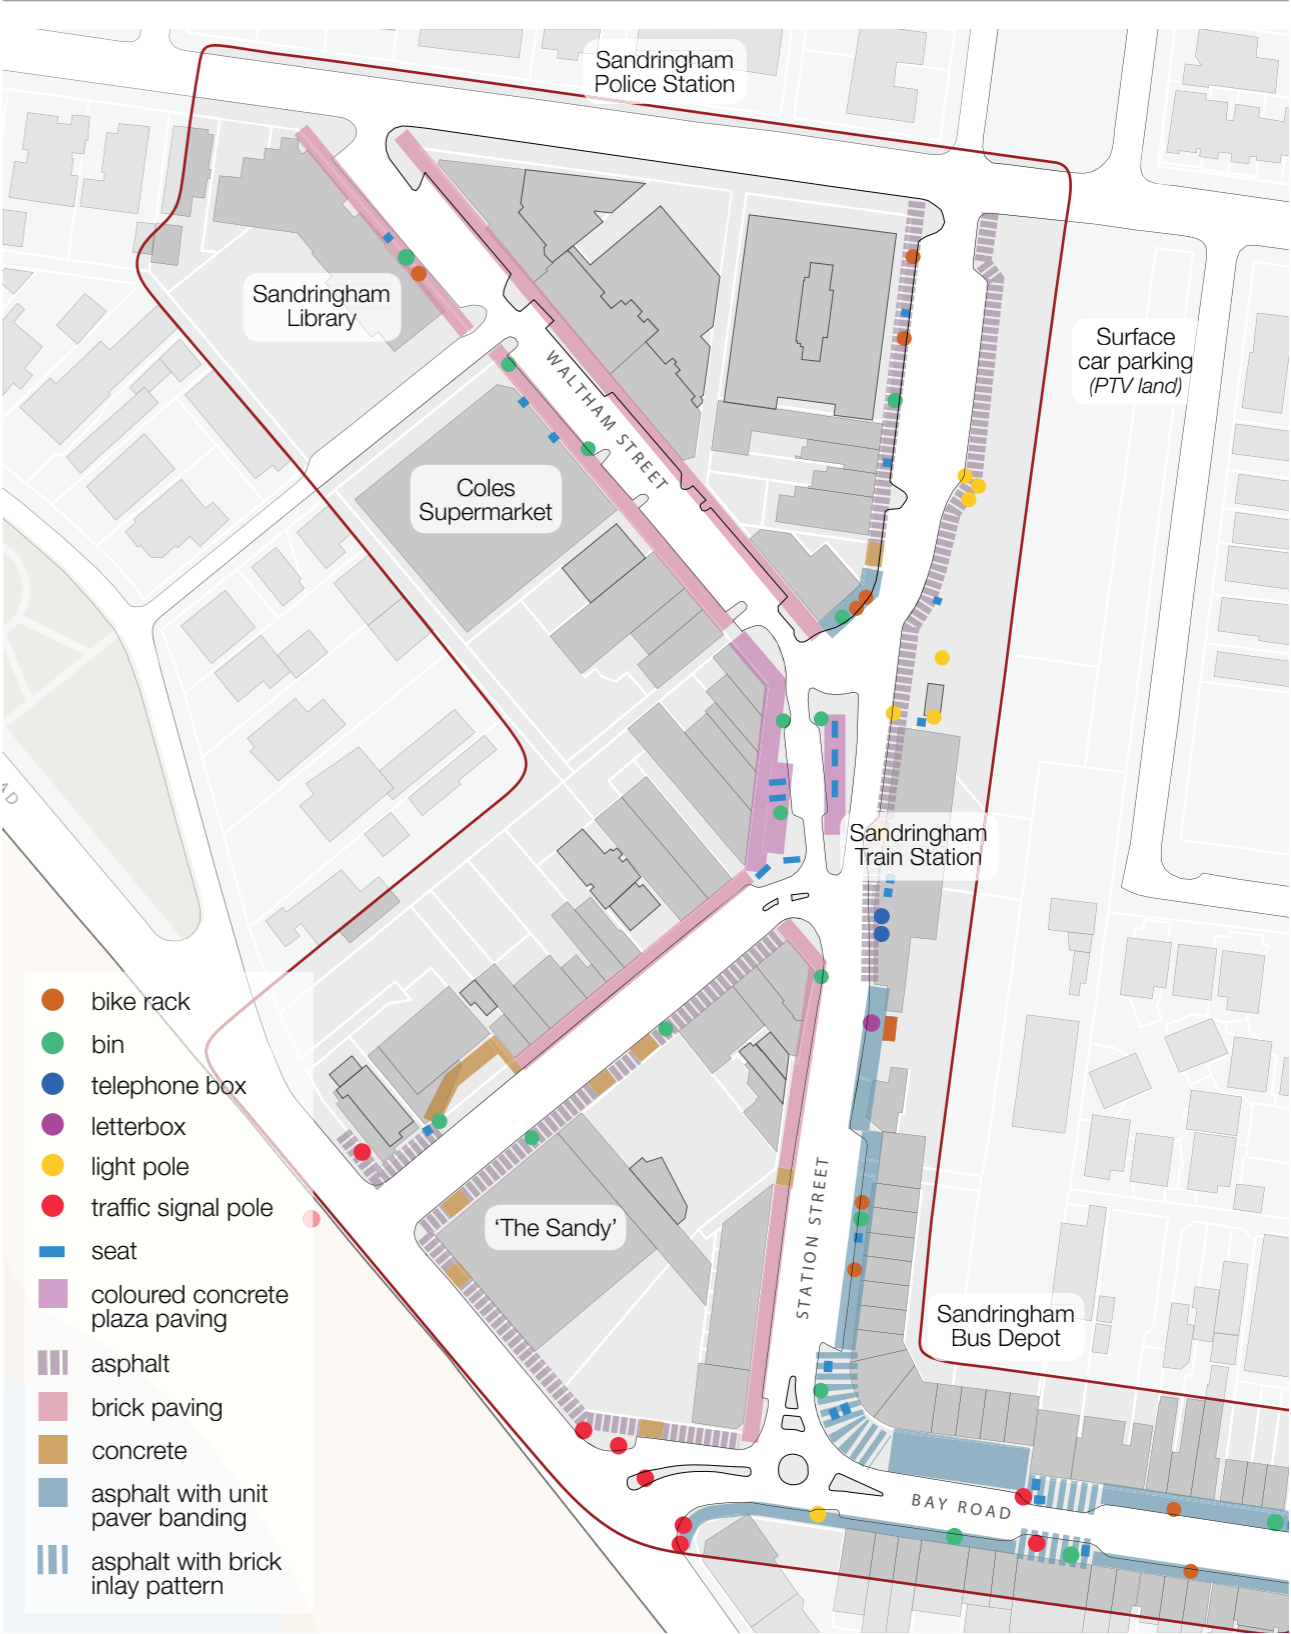 Sandringham
Police Station
Sandringham
Library
WALTHAM STREET
Surface
car parking
(PTV land)
Coles
Supermarket
AD
Sandringham
Train Station
bike rack
bin
telephone box
letterbox
light pole
traffic signal pole
seat
coloured concrete
plaza paving
asphalt
brick paving
concrete
asphalt with unit
paver banding
asphalt with brick
inlay pattern
'The Sandy'
STATION STREET
Sandringham
Bus Depot
BAY ROAD